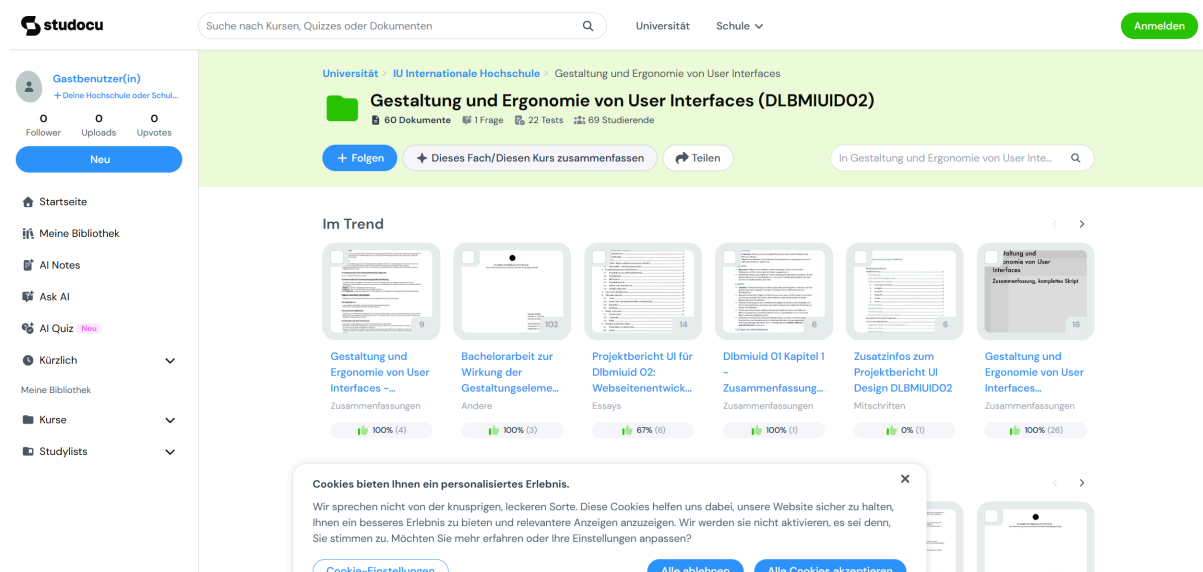 studocu
Suche nach Kursen, Quizzes oder Dokumenten
Universität
Schule
Anmelden
Gastbenutzer(in)
+ Deine Hochschule oder Schul...
0 0 0
Follower Uploads Upvotes
Neu
Startseite
Meine Bibliothek
AI Notes
Ask AI
AI Quiz Neu
Kürzlich
Meine Bibliothek
Kurse
Studylists
Universität > IU Internationale Hochschule > Gestaltung und Ergonomie von User Interfaces
Gestaltung und Ergonomie von User Interfaces (DLBMIUID02)
60 Dokumente 1 Frage 22 Tests 69 Studierende
+ Folgen
Dieses Fach/Diesen Kurs zusammenfassen
Teilen
In Gestaltung und Ergonomie von User Inte...
Im Trend
9
Gestaltung und
Ergonomie von User
Interfaces -...
Zusammenfassungen
100% (4)
102
Bachelorarbeit zur
Wirkung der
Gestaltungseleme...
Andere
100% (3)
14
Projektbericht UI für
Dlbmiuid 02:
Webseitenentwick...
Essays
67% (6)
6
Dlbmiuid 01 Kapitel 1
-
Zusammenfassung...
Zusammenfassungen
100% (1)
6
Zusatzinfos zum
Projektbericht UI
Design DLBMIUID02
Mitschriften
0% (1)
staltung und
gonomie von User
Interfaces
Zusammenfassung, komplettes Skript
16
Gestaltung und
Ergonomie von User
Interfaces...
Zusammenfassungen
100% (26)
Cookies bieten Ihnen ein personalisiertes Erlebnis.
Wir sprechen nicht von der knusprigen, leckeren Sorte. Diese Cookies helfen uns dabei, unsere Website sicher zu halten,
Ihnen ein besseres Erlebnis zu bieten und relevantere Anzeigen anzuzeigen. Wir werden sie nicht aktivieren, es sei denn,
Sie stimmen zu. Möchten Sie mehr erfahren oder Ihre Einstellungen anpassen?
Cookie-Einstellungen
Alle ablehnen
Alle Cookies akzeptieren